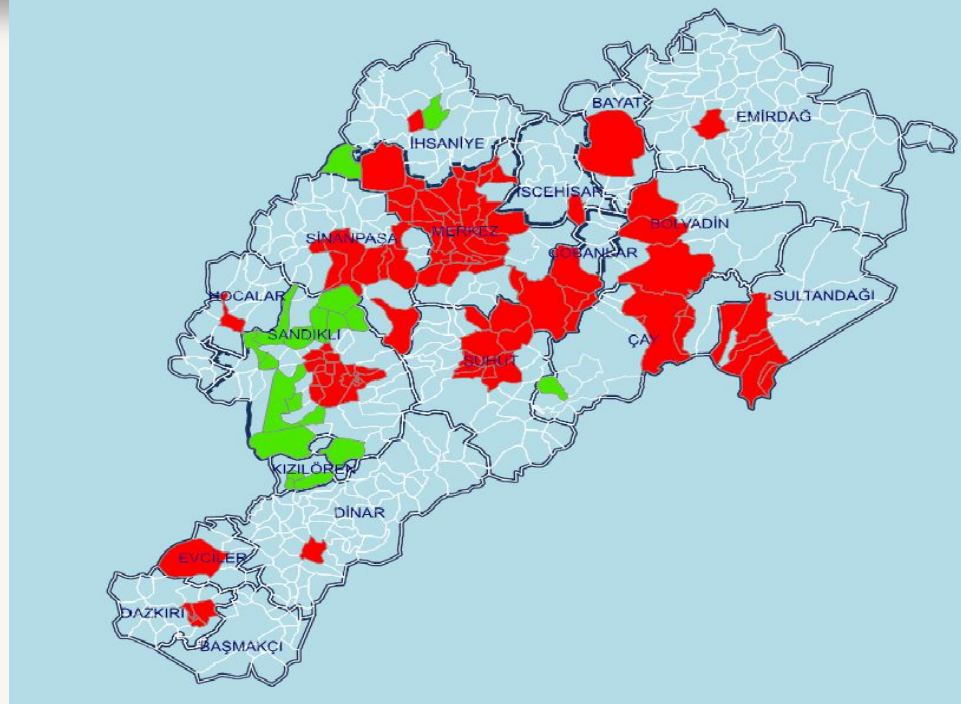 BAYAT
EMİRDAĞ
İHSANİYE
İSCEHİSAR
BOLVADİN
MERKEZ
SİNANPAŞA
ÇOBANLAR
HOCALAR
SULTANDAĞI
SANDIKLI
ÇAY
ŞUHUT
KIZILÖREN
DİNAR
EVCİLER
DAZKIRI
BAŞMAKÇI